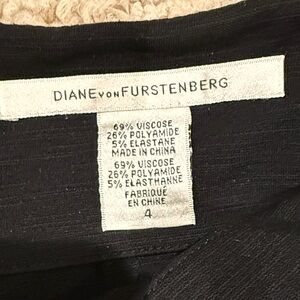 DIANE VON FURSTENBERG
69% VISCOSE
26% POLYAMIDE
5% ELASTANE
MADE IN CHINA
69% VISCOSE
26% POLYAMIDE
5% ELASTHANNE
FABRIQUÉ
EN CHINE
4